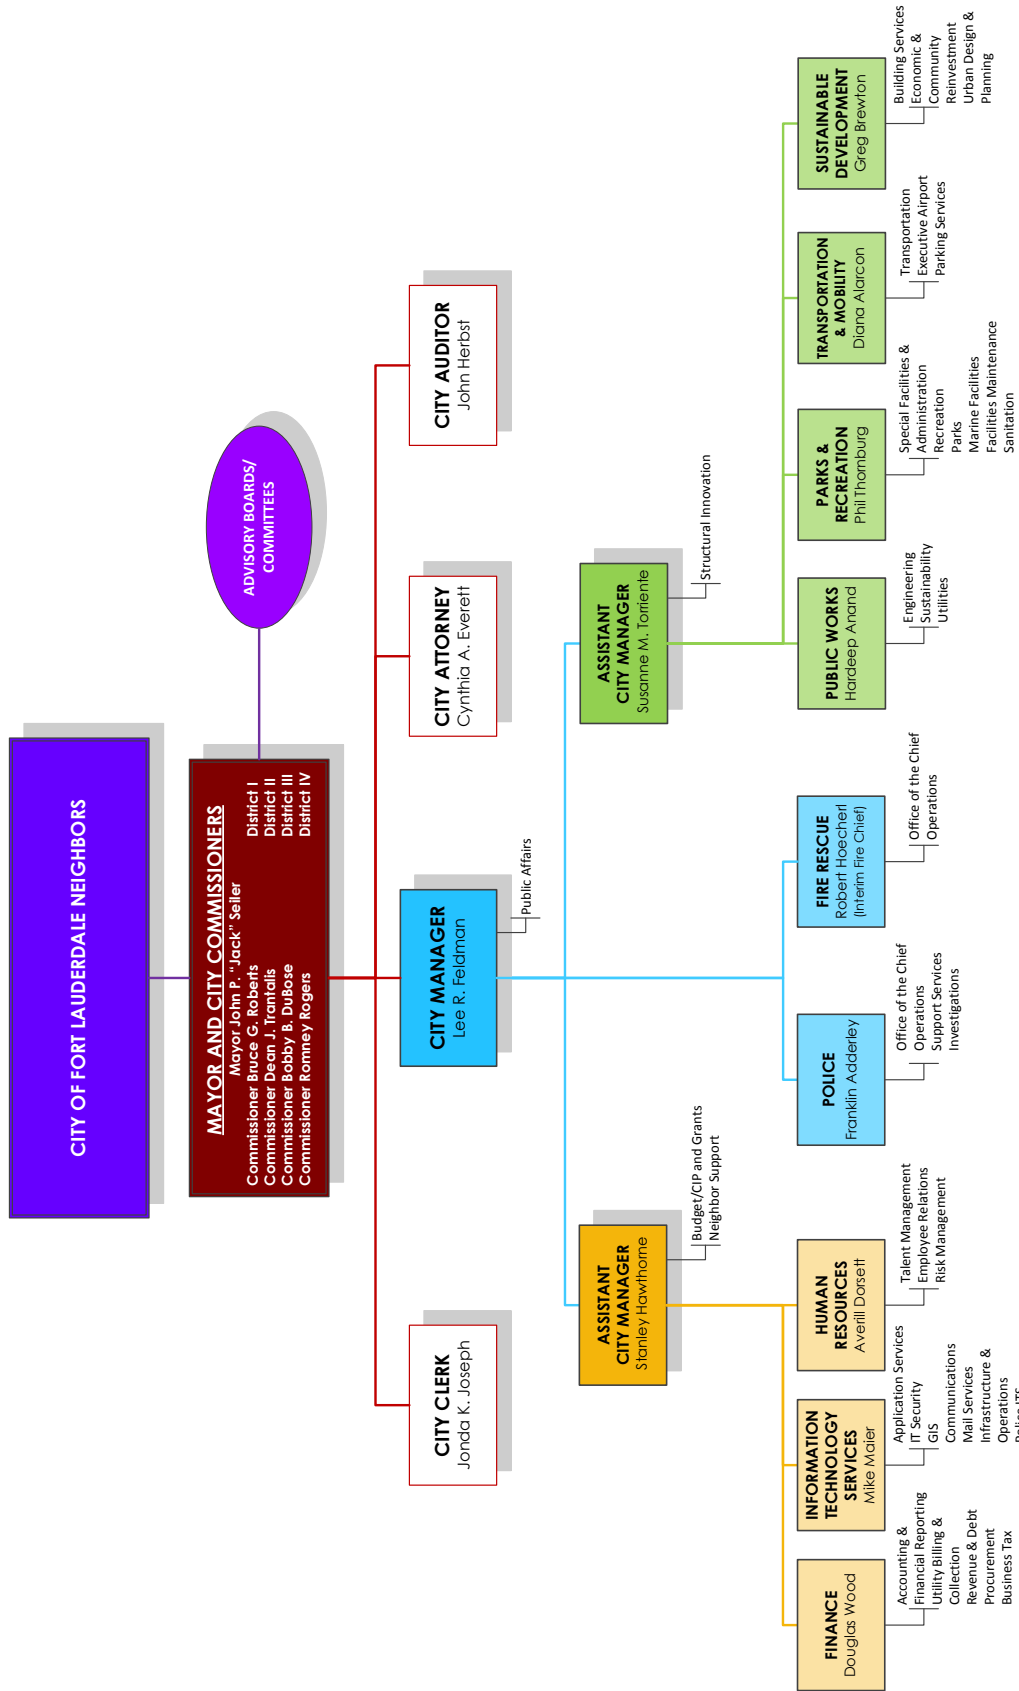 CITY OF FORT LAUDERDALE NEIGHBORS
MAYOR AND CITY COMMISSIONERS
Mayor John P. "Jack" Seiler
Commissioner Bruce G. Roberts District I
Commissioner Dean J. Trantalis District II
Commissioner Bobby B. DuBose District III
Commissioner Romney Rogers District IV
ADVISORY BOARDS/
COMMITTEES
CITY CLERK
Jonda K. Joseph
CITY MANAGER
Lee R. Feldman
Public Affairs
CITY ATTORNEY
Cynthia A. Everett
CITY AUDITOR
John Herbst
ASSISTANT
CITY MANAGER
Stanley Hawthorne
Budget/CIP and Grants
Neighbor Support
ASSISTANT
CITY MANAGER
Susanne M. Torriente
Structural Innovation
FINANCE
Douglas Wood
Accounting &
Financial Reporting
Utility Billing &
Collection
Revenue & Debt
Procurement
Business Tax
INFORMATION
TECHNOLOGY
SERVICES
Mike Maier
Application Services
IT Security
GIS
Communications
Mail Services
Infrastructure &
Operations
Police ITS
HUMAN
RESOURCES
Averill Dorsett
Talent Management
Employee Relations
Risk Management
POLICE
Franklin Adderley
Office of the Chief
Operations
Support Services
Investigations
FIRE RESCUE
Robert Hoecherl
(Interim Fire Chief)
Office of the Chief
Operations
PUBLIC WORKS
Hardeep Anand
Engineering
Sustainability
Utilities
PARKS &
RECREATION
Phil Thornburg
Special Facilities &
Administration
Recreation
Parks
Marine Facilities
Facilities Maintenance
Sanitation
TRANSPORTATION
& MOBILITY
Diana Alarcon
Transportation
Executive Airport
Parking Services
SUSTAINABLE
DEVELOPMENT
Greg Brewton
Building Services
Economic &
Community
Reinvestment
Urban Design &
Planning